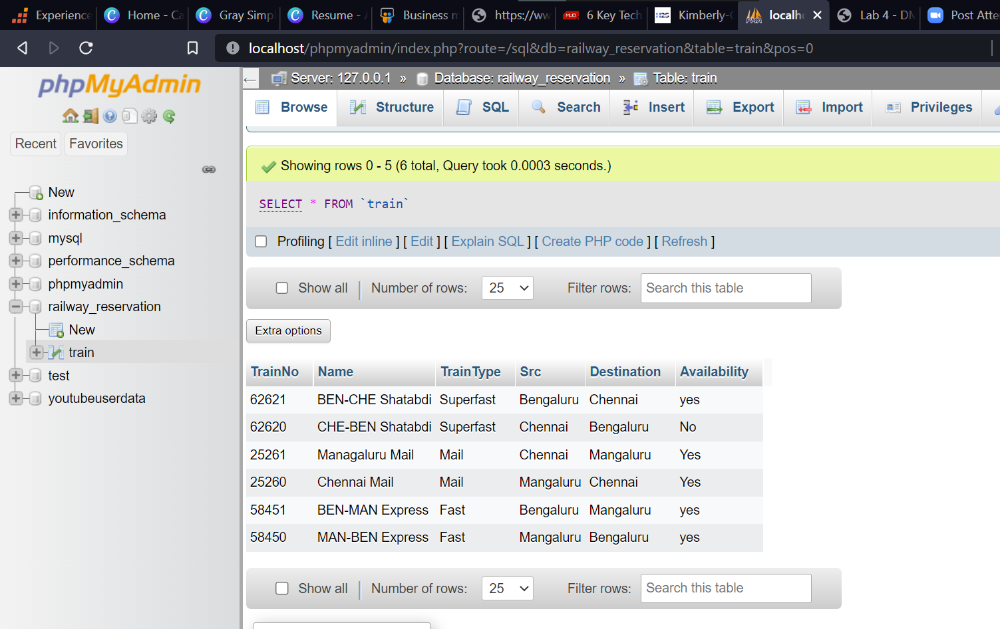 Experience Home - Ca Gray Simpl Resume - Business m https://ww 6 Key Tech Kimberly- localho Lab 4 - DM Post Atte
localhost/phpmyadmin/index.php?route=/sql&db=railway_reservation&table=train&pos=0
phpMyAdmin
Recent Favorites
New
information_schema
mysql
performance_schema
phpmyadmin
railway_reservation
New
train
test
youtubeuserdata
Server: 127.0.0.1 » Database: railway_reservation » Table: train
Browse Structure SQL Search Insert Export Import Privileges
Showing rows 0 - 5 (6 total, Query took 0.0003 seconds.)
SELECT * FROM `train`
Profiling [ Edit inline ] [ Edit ] [ Explain SQL ] [ Create PHP code ] [ Refresh ]
Show all | Number of rows: 25 Filter rows: Search this table
Extra options
TrainNo Name TrainType Src Destination Availability
62621 BEN-CHE Shatabdi Superfast Bengaluru Chennai yes
62620 CHE-BEN Shatabdi Superfast Chennai Bengaluru No
25261 Managaluru Mail Mail Chennai Mangaluru Yes
25260 Chennai Mail Mail Mangaluru Chennai Yes
58451 BEN-MAN Express Fast Bengaluru Mangaluru yes
58450 MAN-BEN Express Fast Mangaluru Bengaluru yes
Show all | Number of rows: 25 Filter rows: Search this table